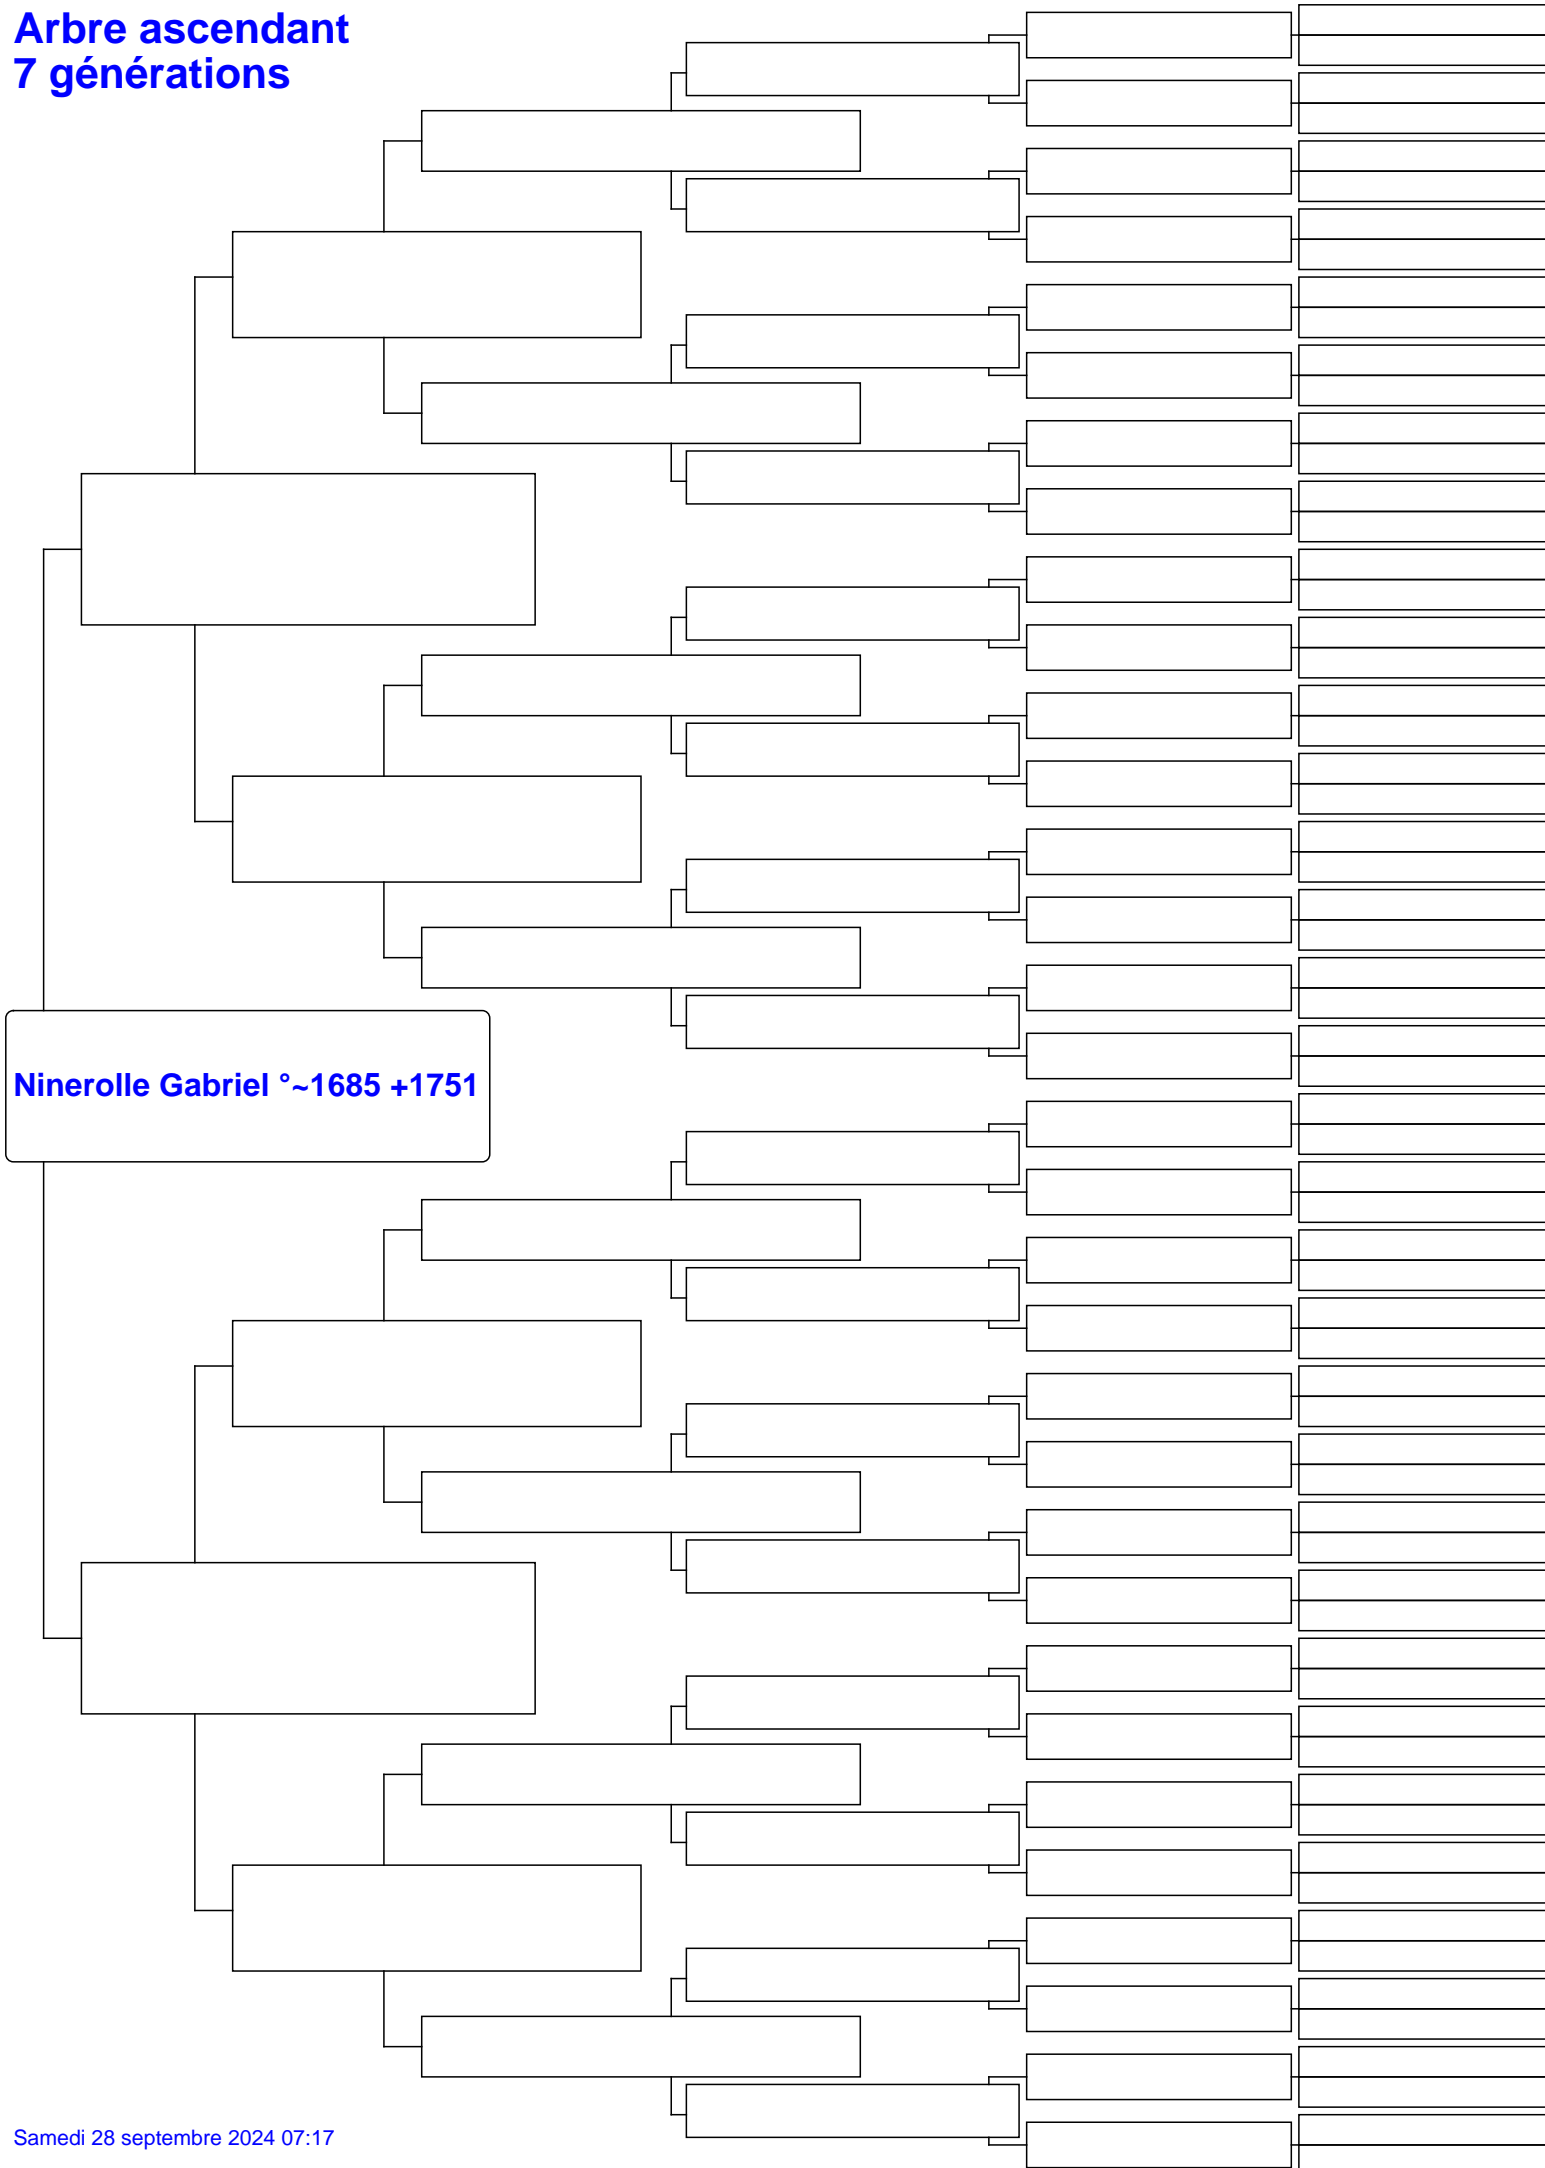 Arbre ascendant
7 générations
Ninerolle Gabriel °~1685 +1751
Samedi 28 septembre 2024 07:17